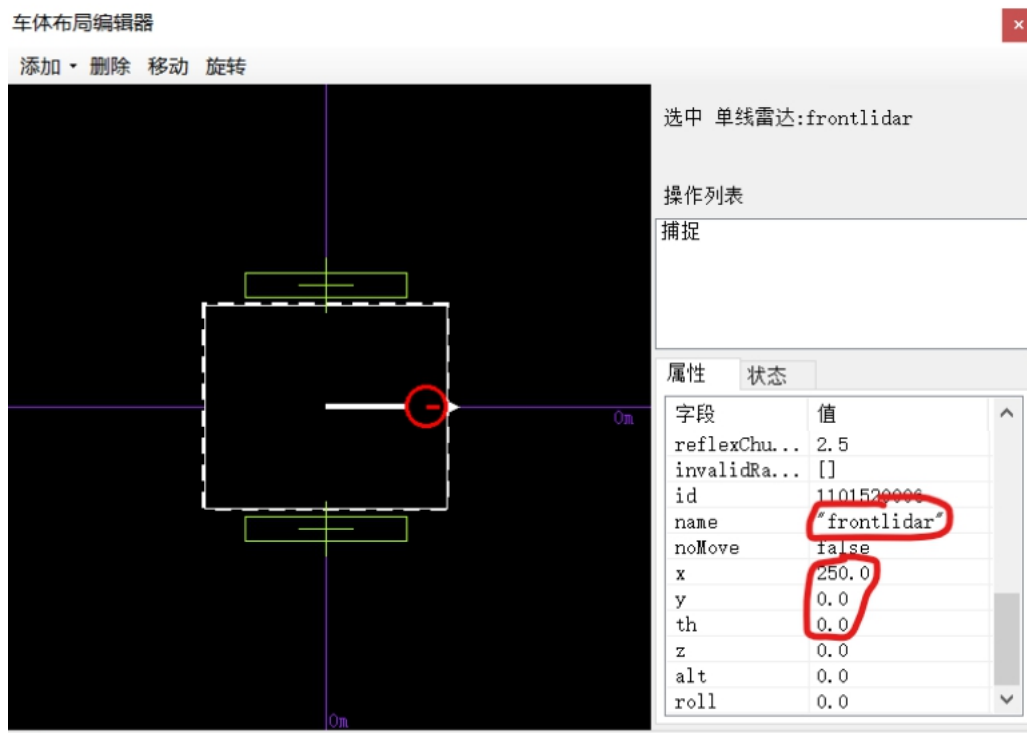 车体布局编辑器
×
添加 删除 移动 旋转
选中 单线雷达:frontlidar
操作列表
捕捉
属性 状态
字段 值
reflexChu... 2.5
invalidRa... []
id 1101520006
name "frontlidar"
noMove false
x 250.0
y 0.0
th 0.0
z 0.0
alt 0.0
roll 0.0
0m
0m